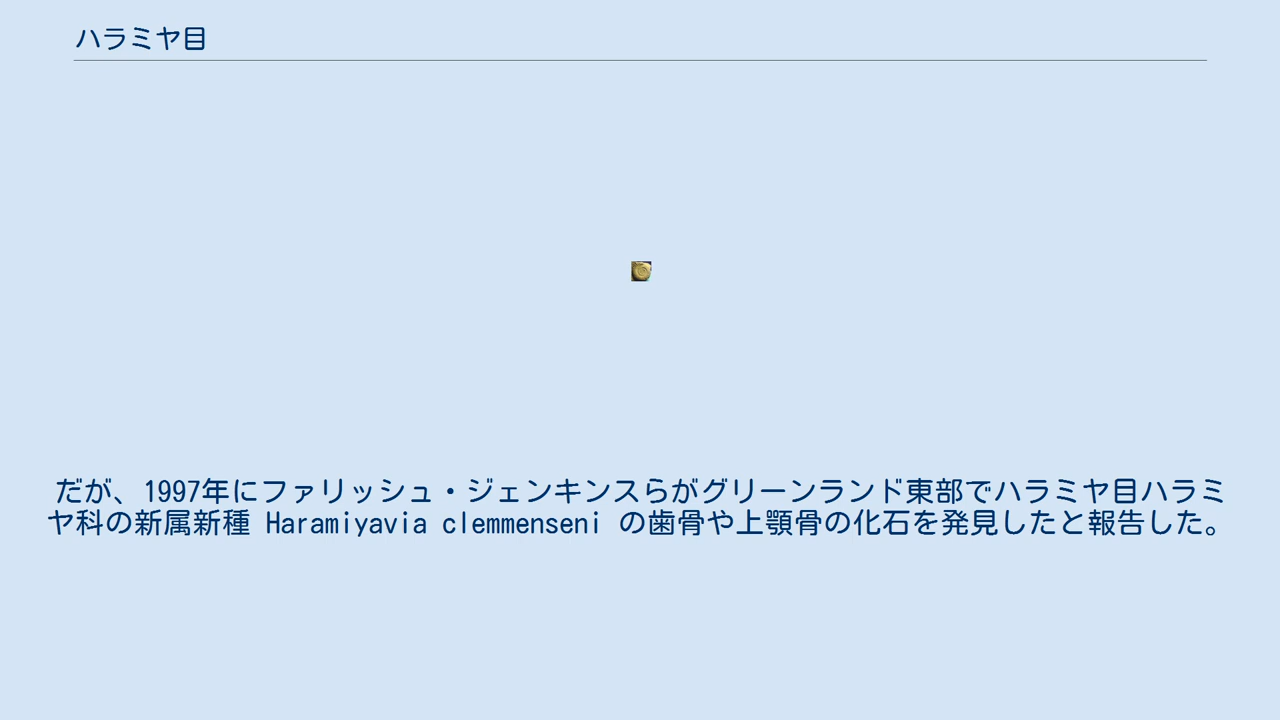 ハラミヤ目
だが、1997年にファリッシュ・ジェンキンスらがグリーンランド東部でハラミヤ目ハラミ
ヤ科の新属新種 Haramiyavia clemmenseni の歯骨や上顎骨の化石を発見したと報告した。